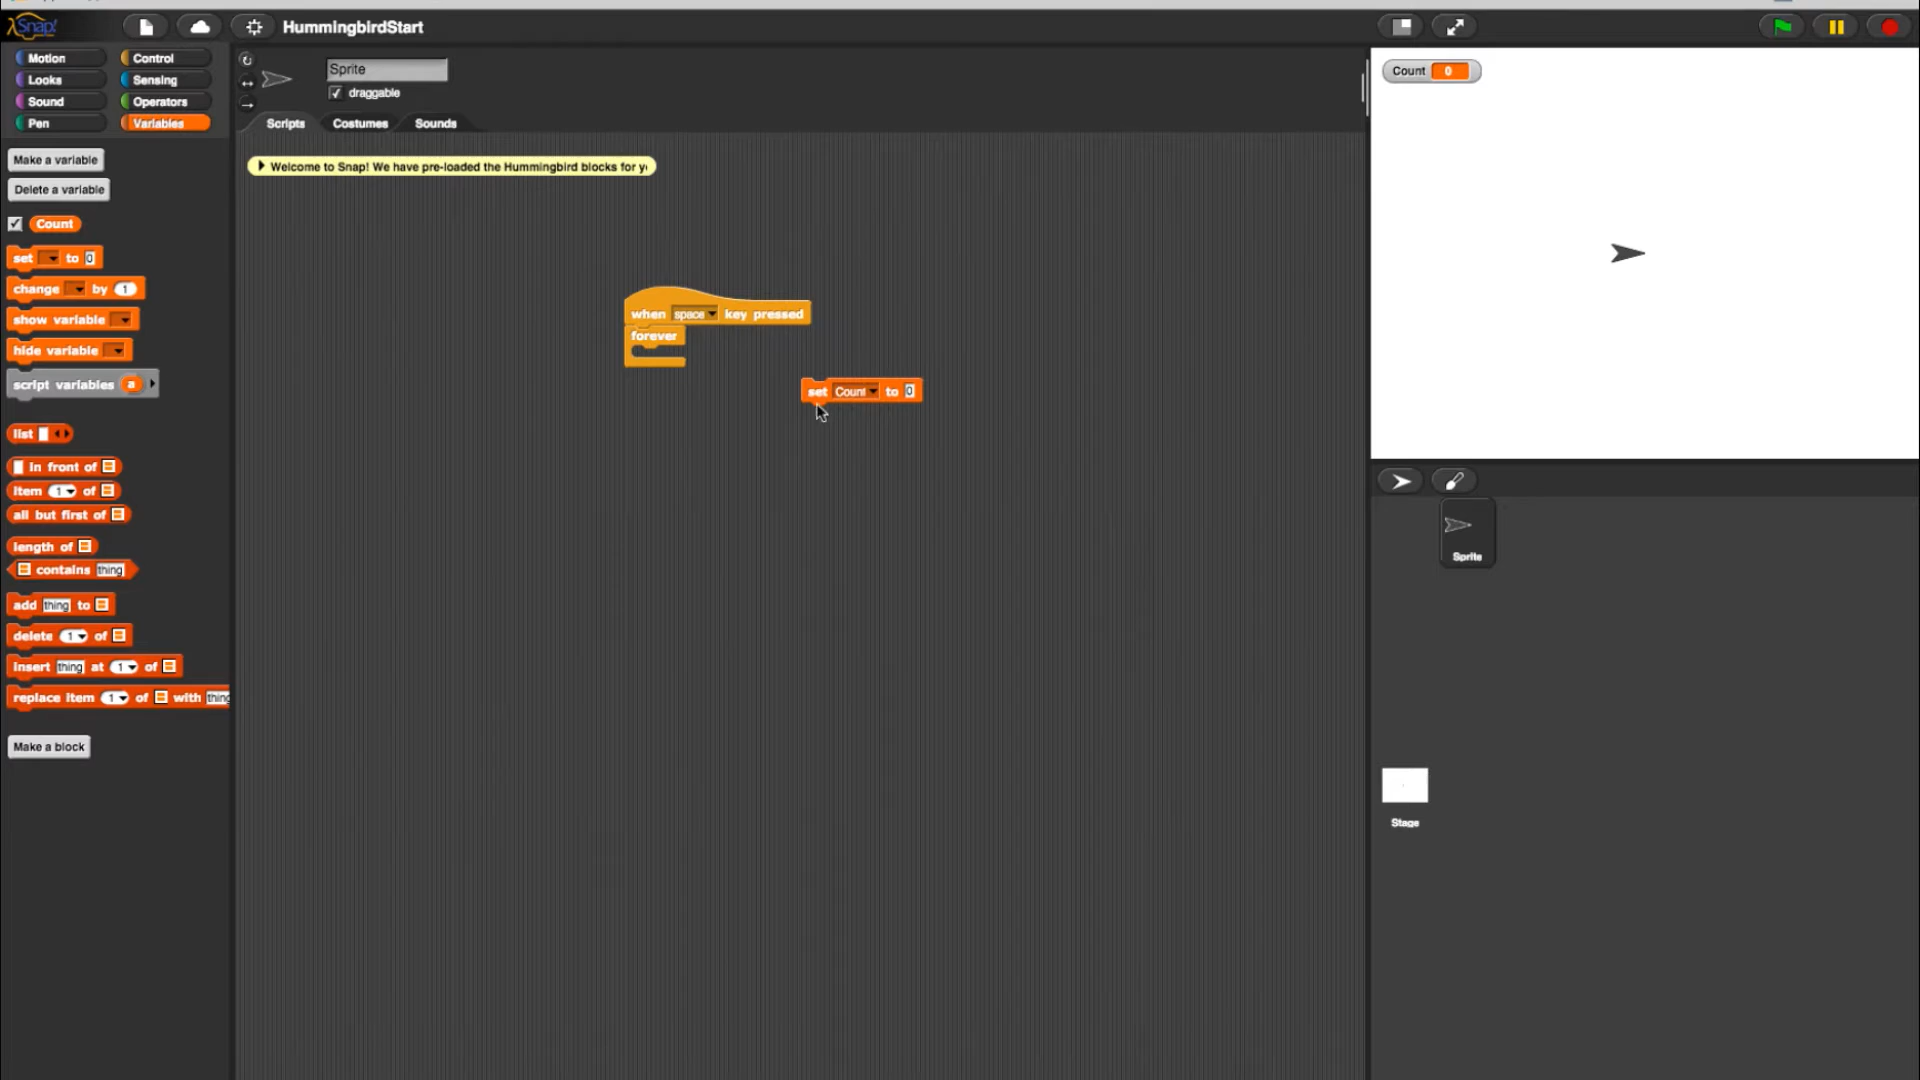 Snap!
HummingbirdStart
Motion
Control
Looks
Sensing
Sound
Operators
Pen
Variables
Sprite
draggable
Scripts
Costumes
Sounds
Make a variable
Delete a variable
Count
set to 0
change by 1
show variable
hide variable
script variables a
list
in front of
item 1 of
all but first of
length of
contains thing
add thing to
delete 1 of
insert thing at 1 of
replace item 1 of with thing
Make a block
Welcome to Snap! We have pre-loaded the Hummingbird blocks for y
when space key pressed
forever
set Count to 0
Count 0
Sprite
Stage